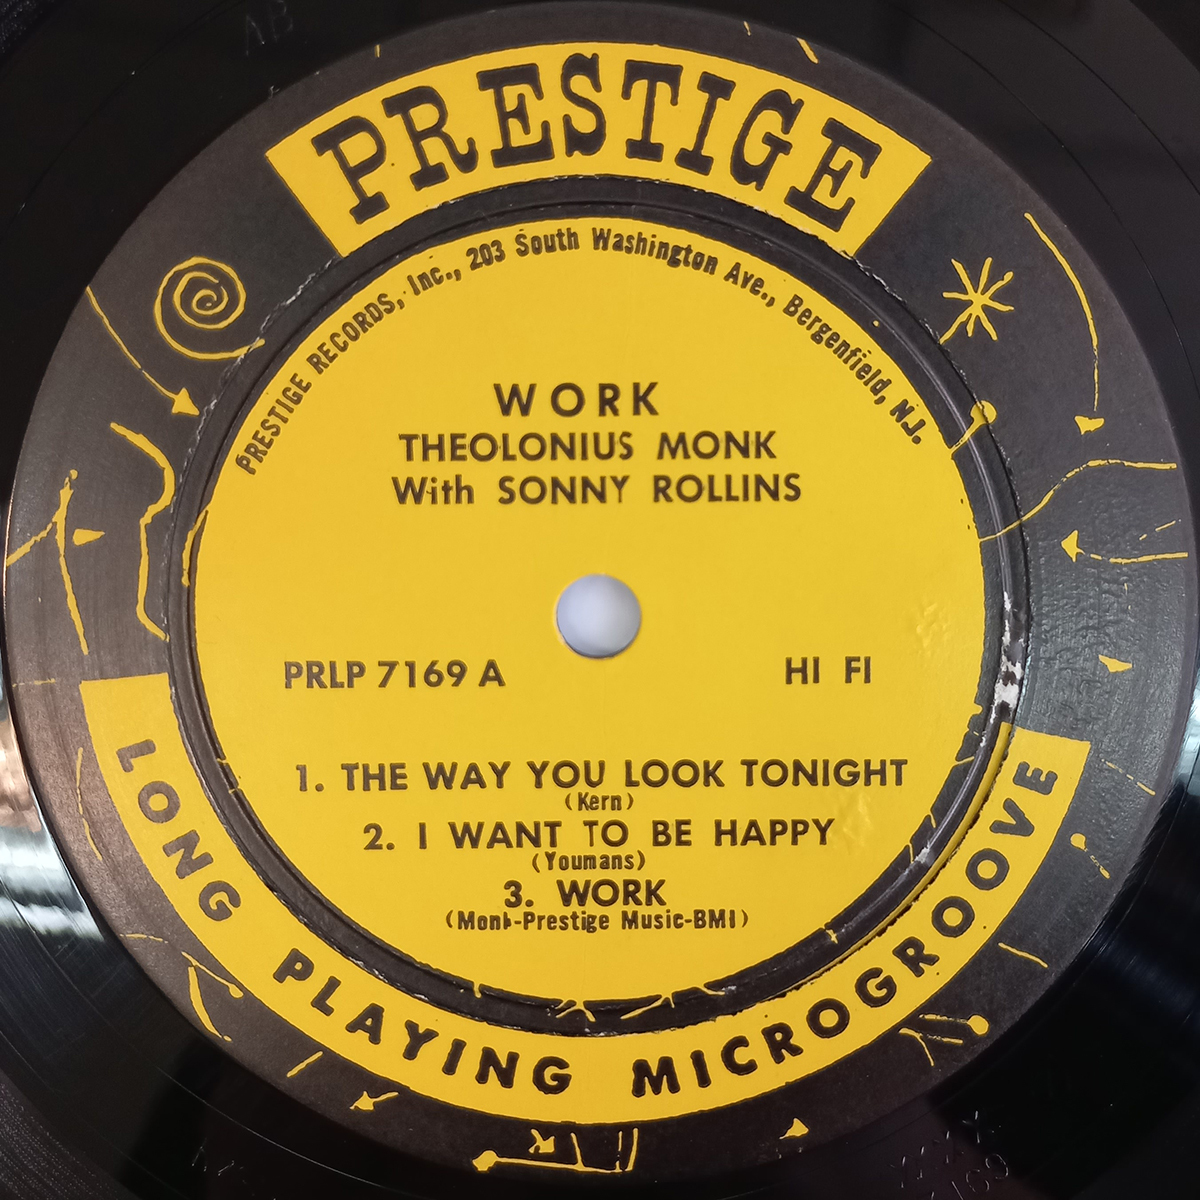 PRESTIGE
PRESTIGE RECORDS, Inc., 203 South Washington Ave., Bergenfield, N.J.
WORK
THEOLONIUS MONK
With SONNY ROLLINS
PRLP 7169 A
HI FI
1. THE WAY YOU LOOK TONIGHT
(Kern)
2. I WANT TO BE HAPPY
(Youmans)
3. WORK
(Monk-Prestige Music-BMI)
LONG PLAYING MICROGROOVE
AB